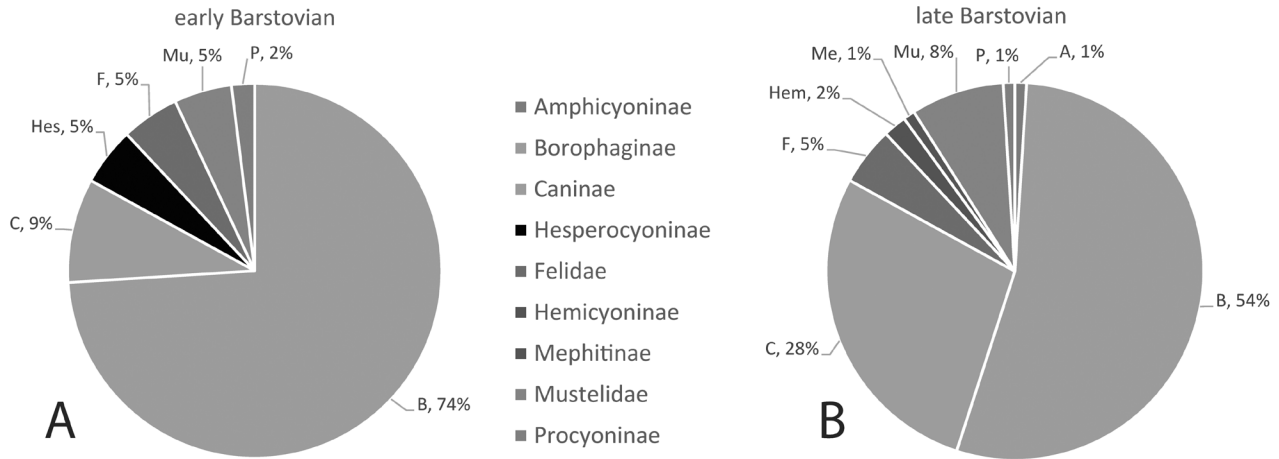 early Barstovian
Mu, 5%
P, 2%
F, 5%
Hes, 5%
C, 9%
B, 74%
A
Amphicyoninae
Borophaginae
Caninae
Hesperocyoninae
Felidae
Hemicyoninae
Mephitinae
Mustelidae
Procyoninae
late Barstovian
Me, 1%
Mu, 8%
P, 1%
A, 1%
Hem, 2%
F, 5%
B, 54%
C, 28%
B